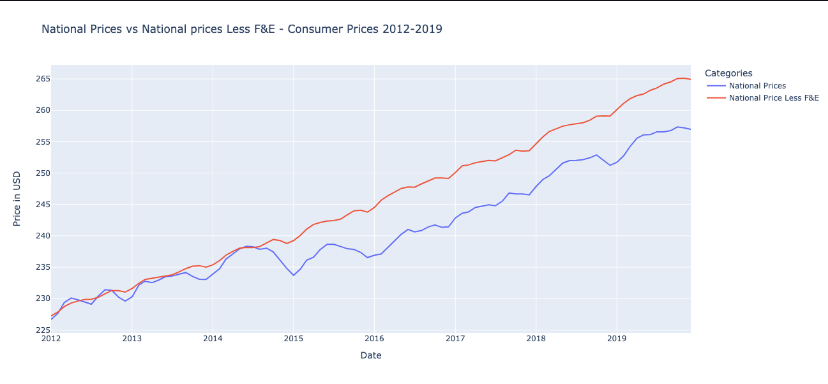 National Prices vs National prices Less F&E - Consumer Prices 2012-2019
Categories
National Prices
National Price Less F&E
265
260
255
250
245
240
235
230
225
Price in USD
2012 2013 2014 2015 2016 2017 2018 2019
Date